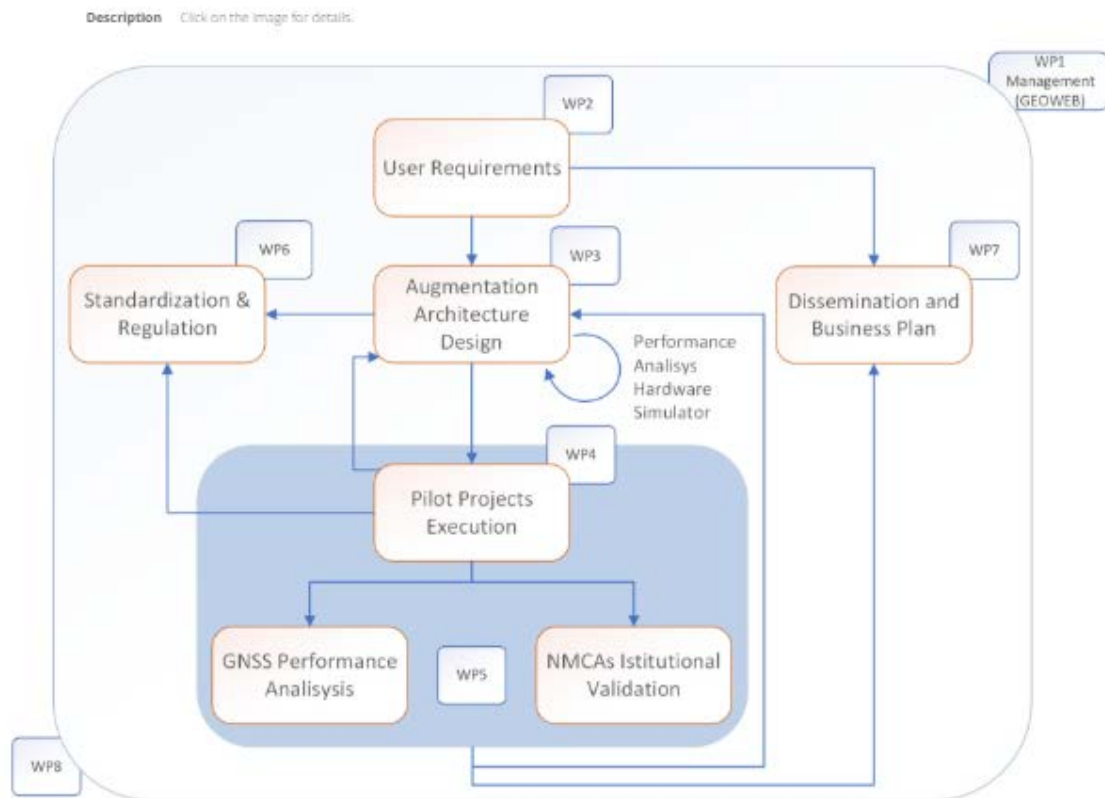 Description Click on the image for details.
WP1
Management
(GEOWEB)
WP2
User Requirements
WP6
WP3
WP7
Standardization &
Regulation
Augmentation
Architecture
Design
Dissemination and
Business Plan
Performance
Analisys
Hardware
Simulator
WP4
Pilot Projects
Execution
GNSS Performance
Analisysis
WP5
NMCAs Istitutional
Validation
WP8